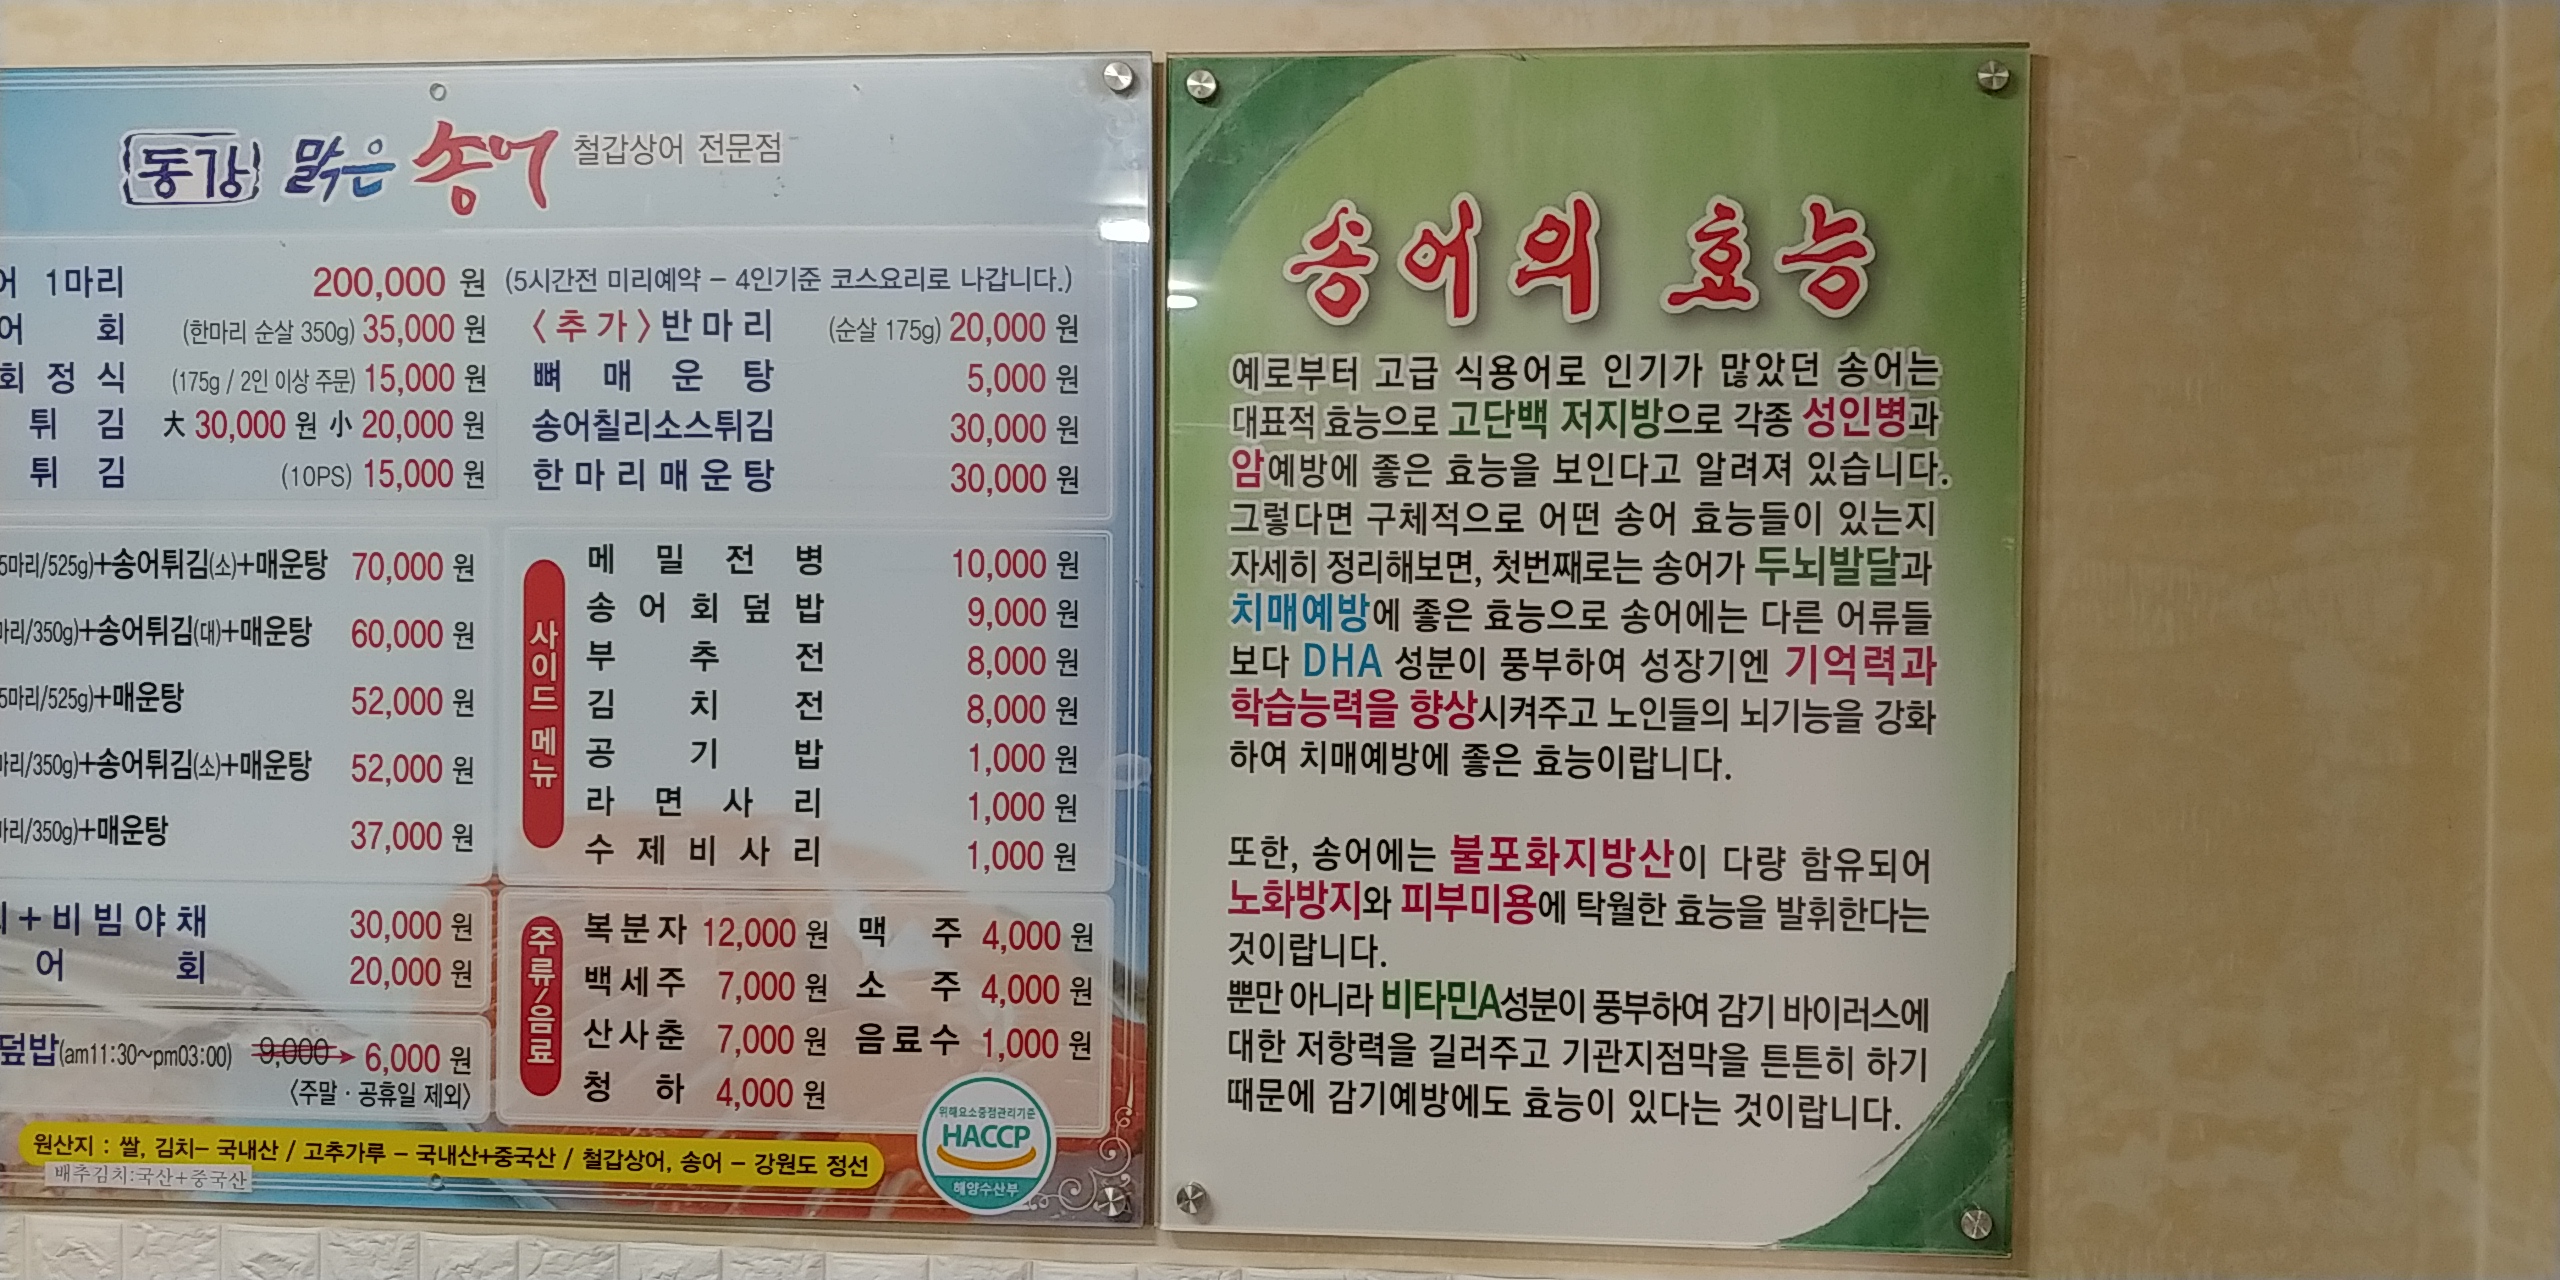 동강 맑은 송어 철갑상어 전문점
어 1마리 200,000 원 (5시간전 미리예약 - 4인기준 코스요리로 나갑니다.)
어 회 (한마리 순살 350g) 35,000 원
회 정 식 (175g / 2인 이상 주문) 15,000 원
튀 김 大 30,000 원 小 20,000 원
튀 김 (10PS) 15,000 원
<추가> 반마리 (순살 175g) 20,000 원
뼈 매 운 탕 5,000 원
송어칠리소스튀김 30,000 원
한마리매운탕 30,000 원
5마리/525g)+송어튀김(소)+매운탕 70,000 원
마리/350g)+송어튀김(대)+매운탕 60,000 원
5마리/525g)+매운탕 52,000 원
마리/350g)+송어튀김(소)+매운탕 52,000 원
마리/350g)+매운탕 37,000 원
+비빔야채 30,000 원
어 회 20,000 원
덮밥(am11:30~pm03:00) 9,000 → 6,000 원
<주말 · 공휴일 제외>
사이드 메뉴
메 밀 전 병 10,000 원
송 어 회 덮 밥 9,000 원
부 추 전 8,000 원
김 치 전 8,000 원
공 기 밥 1,000 원
라 면 사 리 1,000 원
수 제 비 사 리 1,000 원
주류/음료
복분자 12,000 원 맥 주 4,000 원
백세주 7,000 원 소 주 4,000 원
산사춘 7,000 원 음료수 1,000 원
청 하 4,000 원
원산지 : 쌀, 김치- 국내산 / 고추가루 - 국내산+중국산 / 철갑상어, 송어 - 강원도 정선
배추김치:국산+중국산
위해요소중점관리기준
HACCP
해양수산부
송어의 효능
예로부터 고급 식용어로 인기가 많았던 송어는
대표적 효능으로 고단백 저지방으로 각종 성인병과
암예방에 좋은 효능을 보인다고 알려져 있습니다.
그렇다면 구체적으로 어떤 송어 효능들이 있는지
자세히 정리해보면, 첫번째로는 송어가 두뇌발달과
치매예방에 좋은 효능으로 송어에는 다른 어류들
보다 DHA 성분이 풍부하여 성장기엔 기억력과
학습능력을 향상시켜주고 노인들의 뇌기능을 강화
하여 치매예방에 좋은 효능이랍니다.
또한, 송어에는 불포화지방산이 다량 함유되어
노화방지와 피부미용에 탁월한 효능을 발휘한다는
것이랍니다.
뿐만 아니라 비타민A성분이 풍부하여 감기 바이러스에
대한 저항력을 길러주고 기관지점막을 튼튼히 하기
때문에 감기예방에도 효능이 있다는 것이랍니다.